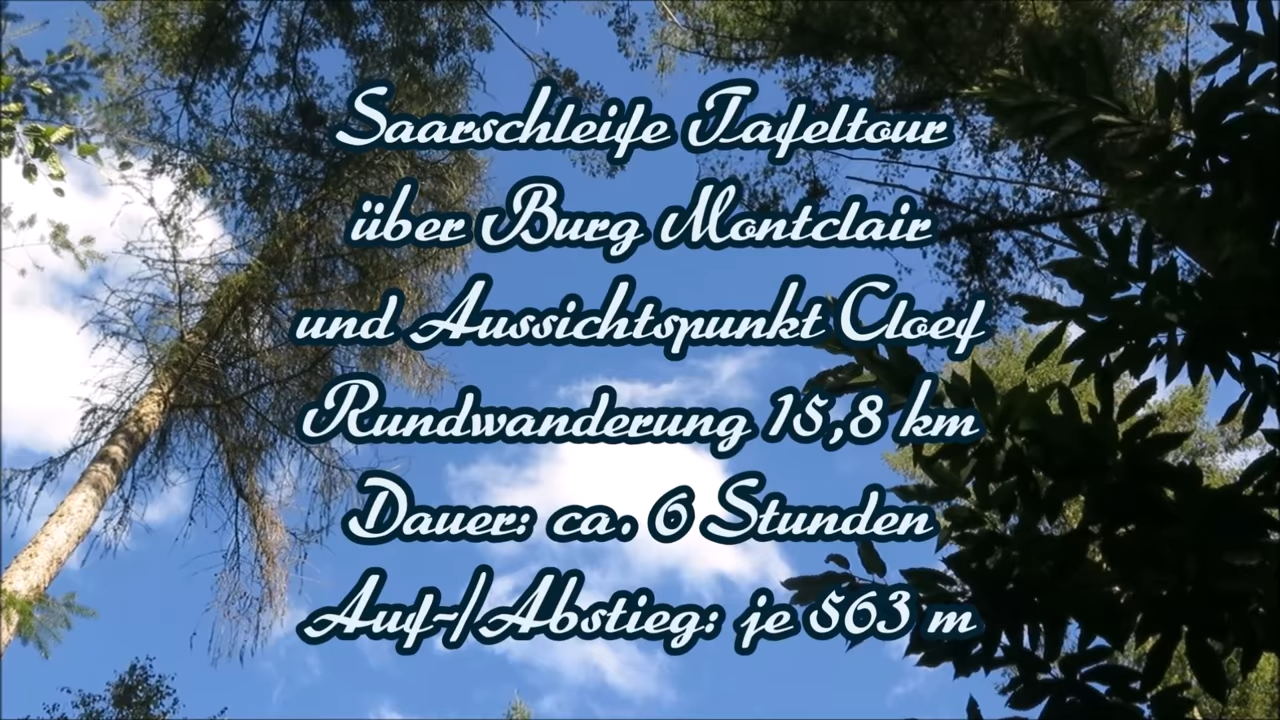 Saarschleife Tafeltour
über Burg Montclair
und Aussichtspunkt Cloef
Rundwanderung 15,8 km
Dauer: ca. 6 Stunden
Auf-/Abstieg: je 563 m